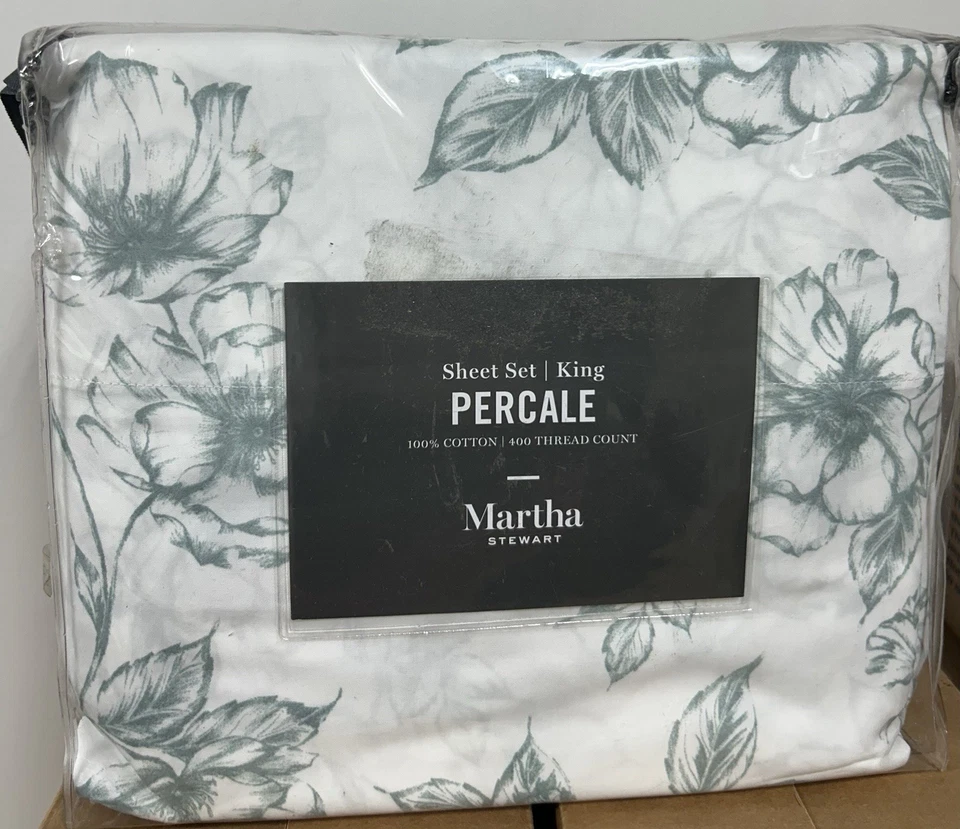 Sheet Set | King
PERCALE
100% COTTON | 400 THREAD COUNT
Martha
STEWART